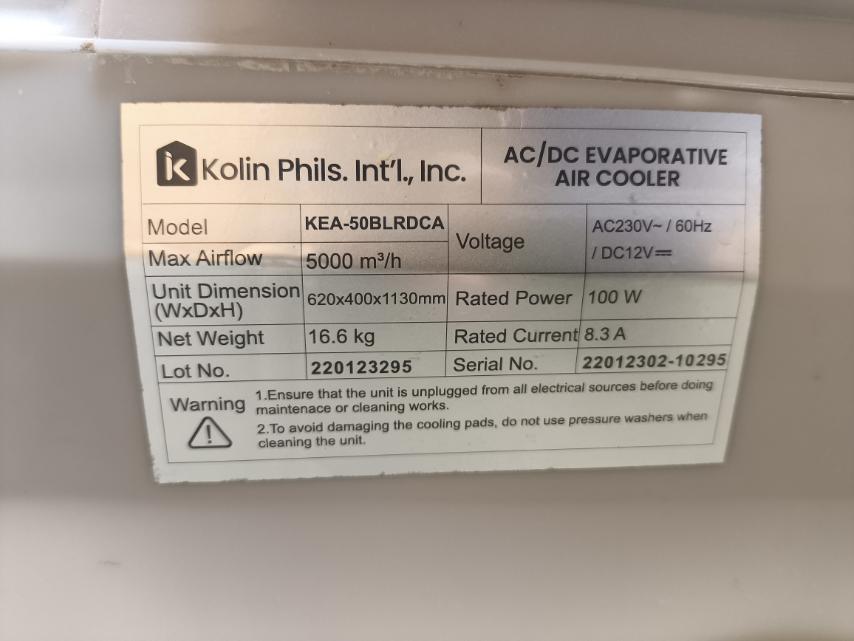 Kolin Phils. Int'l., Inc.
AC/DC EVAPORATIVE
AIR COOLER
Model KEA-50BLRDCA
Voltage AC230V~ / 60Hz
/ DC12V⎓
Max Airflow 5000 m³/h
Unit Dimension
(WxDxH) 620x400x1130mm
Rated Power 100 W
Net Weight 16.6 kg
Rated Current 8.3 A
Lot No. 220123295
Serial No. 22012302-10295
Warning
1.Ensure that the unit is unplugged from all electrical sources before doing
maintenace or cleaning works.
2.To avoid damaging the cooling pads, do not use pressure washers when
cleaning the unit.